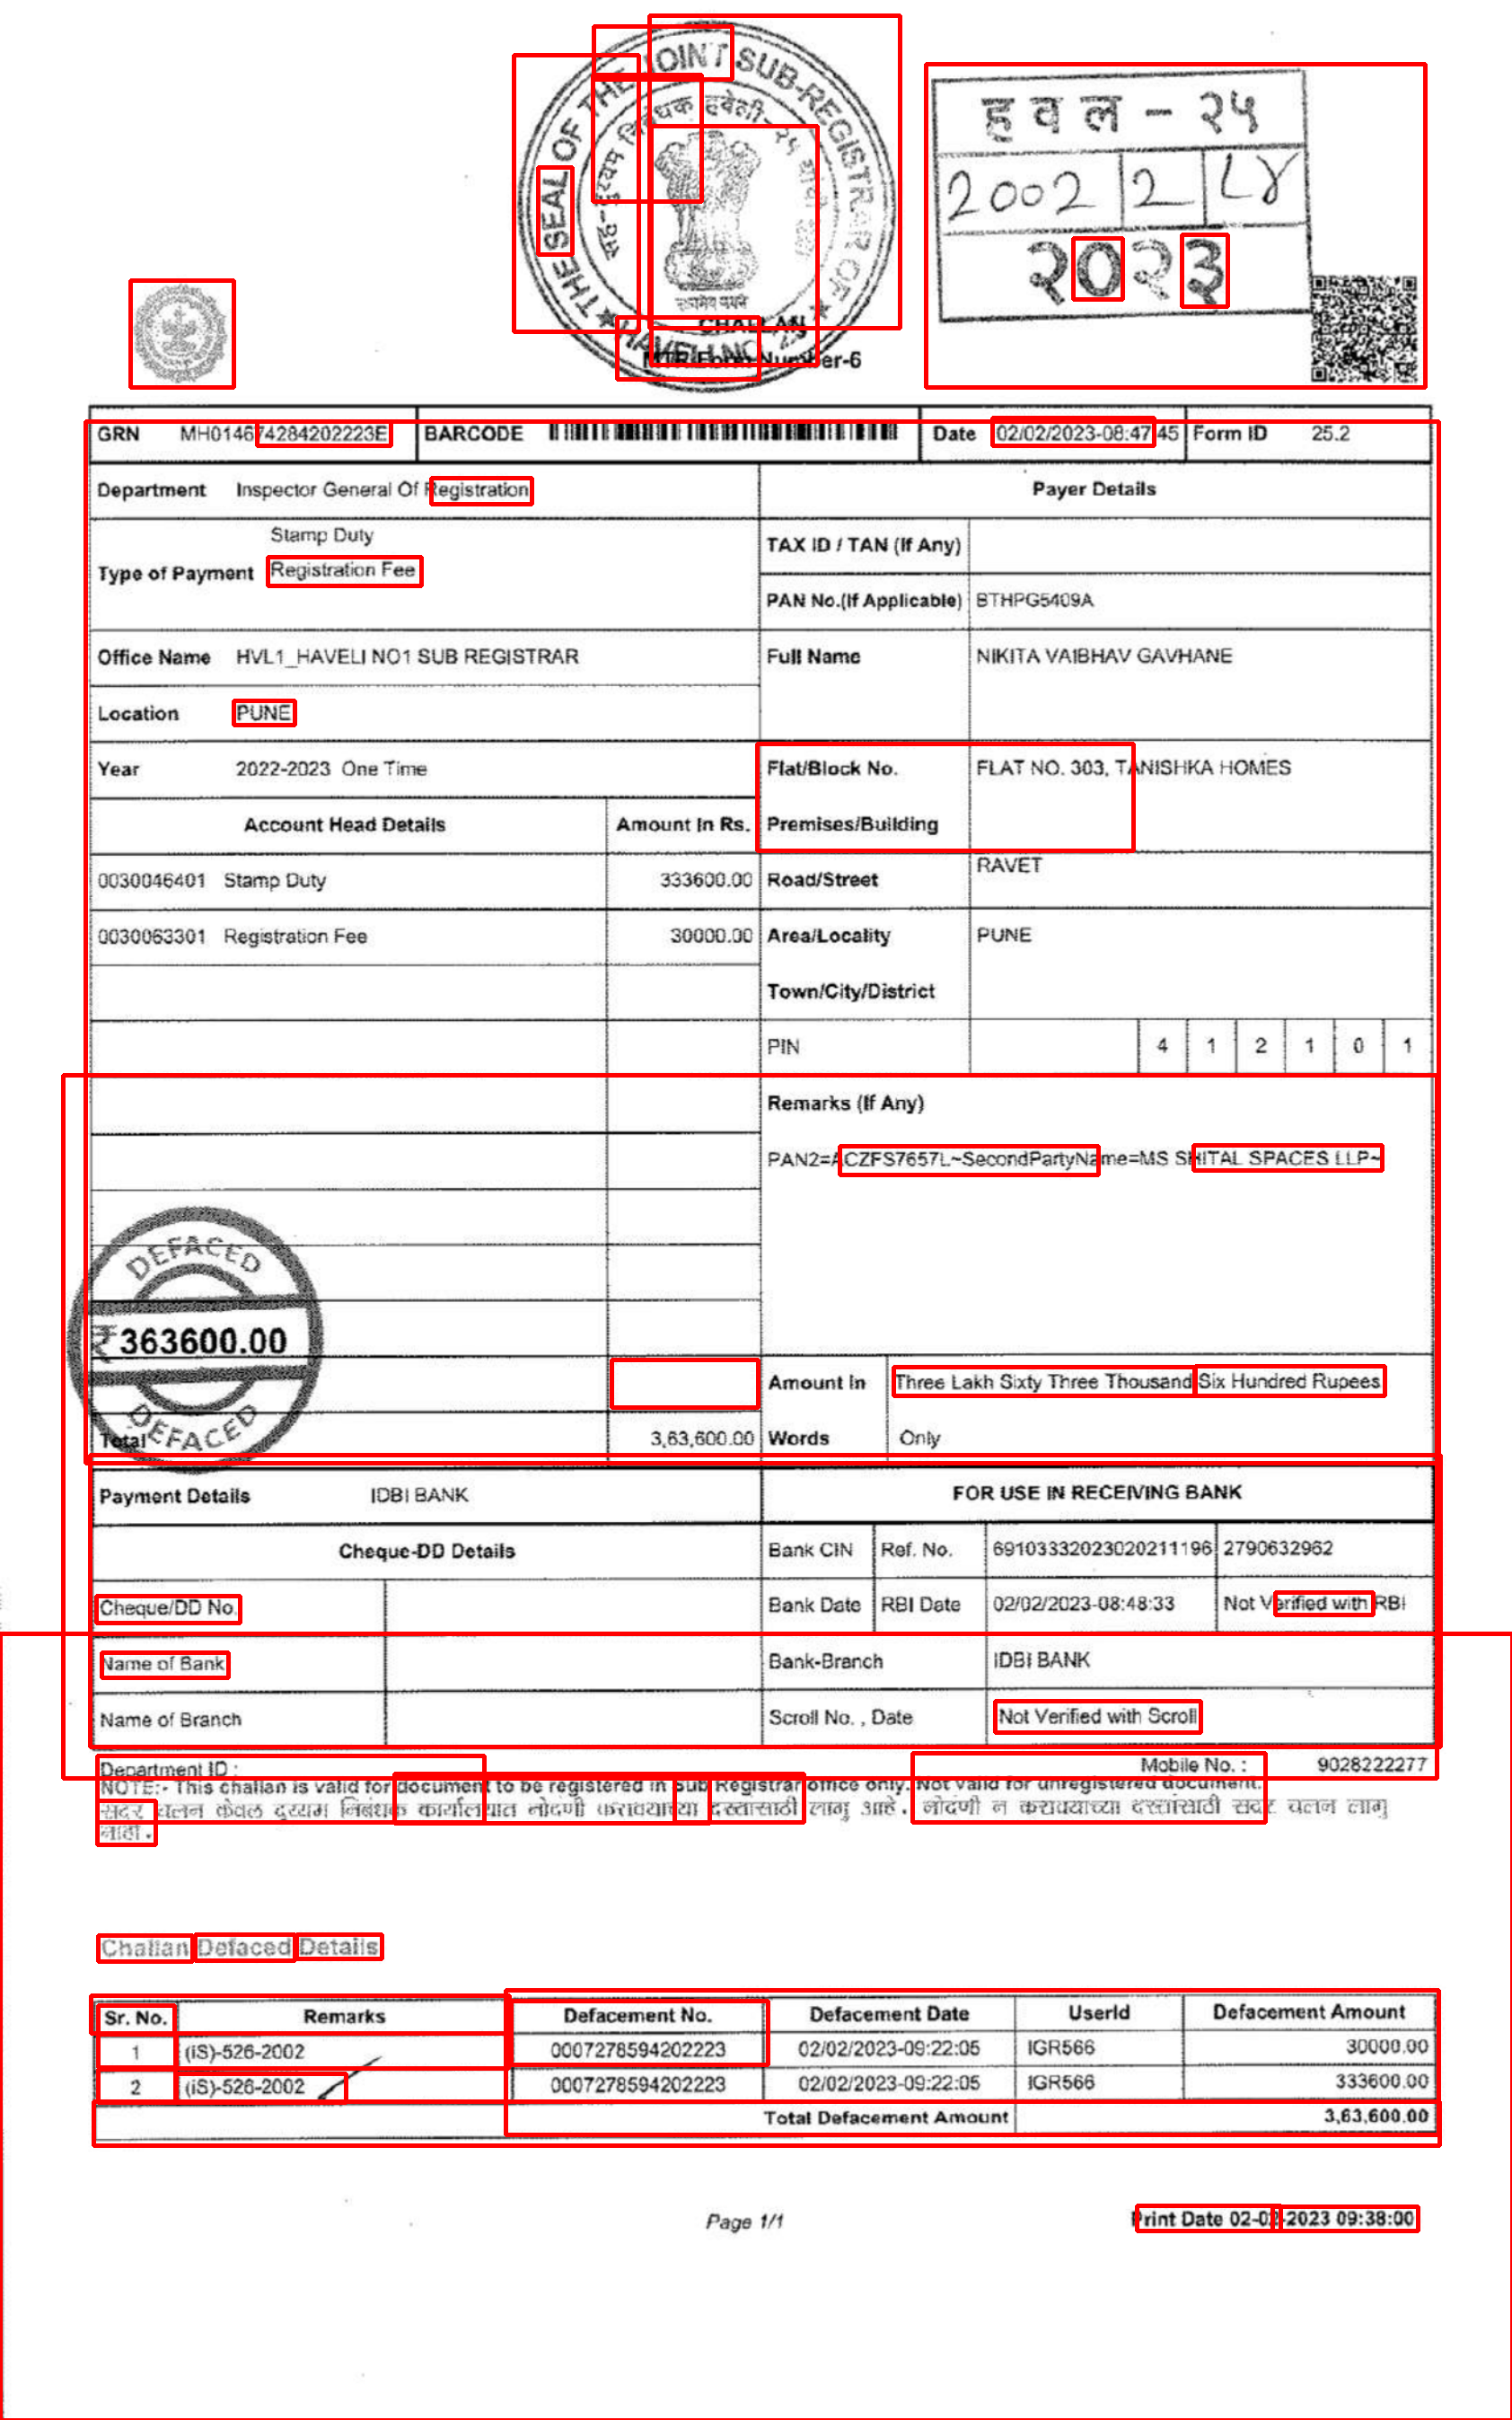 THE SEAL OF THE JOINT SUB-REGISTRAR OF
HAVELI NO. 25
सत्यमेव जयते
हवल - २५
2002 2 ८४
२०२३
CHALLAN
MTR Form Number-6
GRN MH014674284202223E BARCODE Date 02/02/2023-08:47:45 Form ID 25.2
Department Inspector General Of Registration Payer Details
Stamp Duty
Type of Payment Registration Fee
TAX ID / TAN (If Any)
PAN No.(If Applicable) BTHPG5409A
Office Name HVL1_HAVELI NO1 SUB REGISTRAR Full Name NIKITA VAIBHAV GAVHANE
Location PUNE
Year 2022-2023 One Time Flat/Block No. FLAT NO. 303, TANISHKA HOMES
Account Head Details Amount In Rs. Premises/Building
0030046401 Stamp Duty 333600.00 Road/Street RAVET
0030063301 Registration Fee 30000.00 Area/Locality PUNE
Town/City/District
PIN 4 1 2 1 0 1
Remarks (If Any)
PAN2=ACZFS7657L~SecondPartyName=MS SHITAL SPACES LLP~
DEFACED
₹363600.00
DEFACED
Amount In Three Lakh Sixty Three Thousand Six Hundred Rupees
Total 3,63,600.00 Words Only
Payment Details IDBI BANK FOR USE IN RECEIVING BANK
Cheque-DD Details Bank CIN Ref. No. 69103332023020211196 2790632962
Cheque/DD No. Bank Date RBI Date 02/02/2023-08:48:33 Not Verified with RBI
Name of Bank Bank-Branch IDBI BANK
Name of Branch Scroll No. , Date Not Verified with Scroll
Department ID : Mobile No. : 9028222277
NOTE:- This challan is valid for document to be registered in Sub Registrar office only. Not valid for unregistered document.
सदर चलन केवळ दुय्यम निबंधक कार्यालयात नोंदणी करावयाच्या दस्तासाठी लागू आहे . नोंदणी न करावयाच्या दस्तांसाठी सदर चलन लागू
नाही .
Challan Defaced Details
Sr. No. Remarks Defacement No. Defacement Date UserId Defacement Amount
1 (iS)-526-2002 0007278594202223 02/02/2023-09:22:05 IGR566 30000.00
2 (iS)-526-2002 0007278594202223 02/02/2023-09:22:05 IGR566 333600.00
Total Defacement Amount 3,63,600.00
Page 1/1 Print Date 02-02-2023 09:38:00